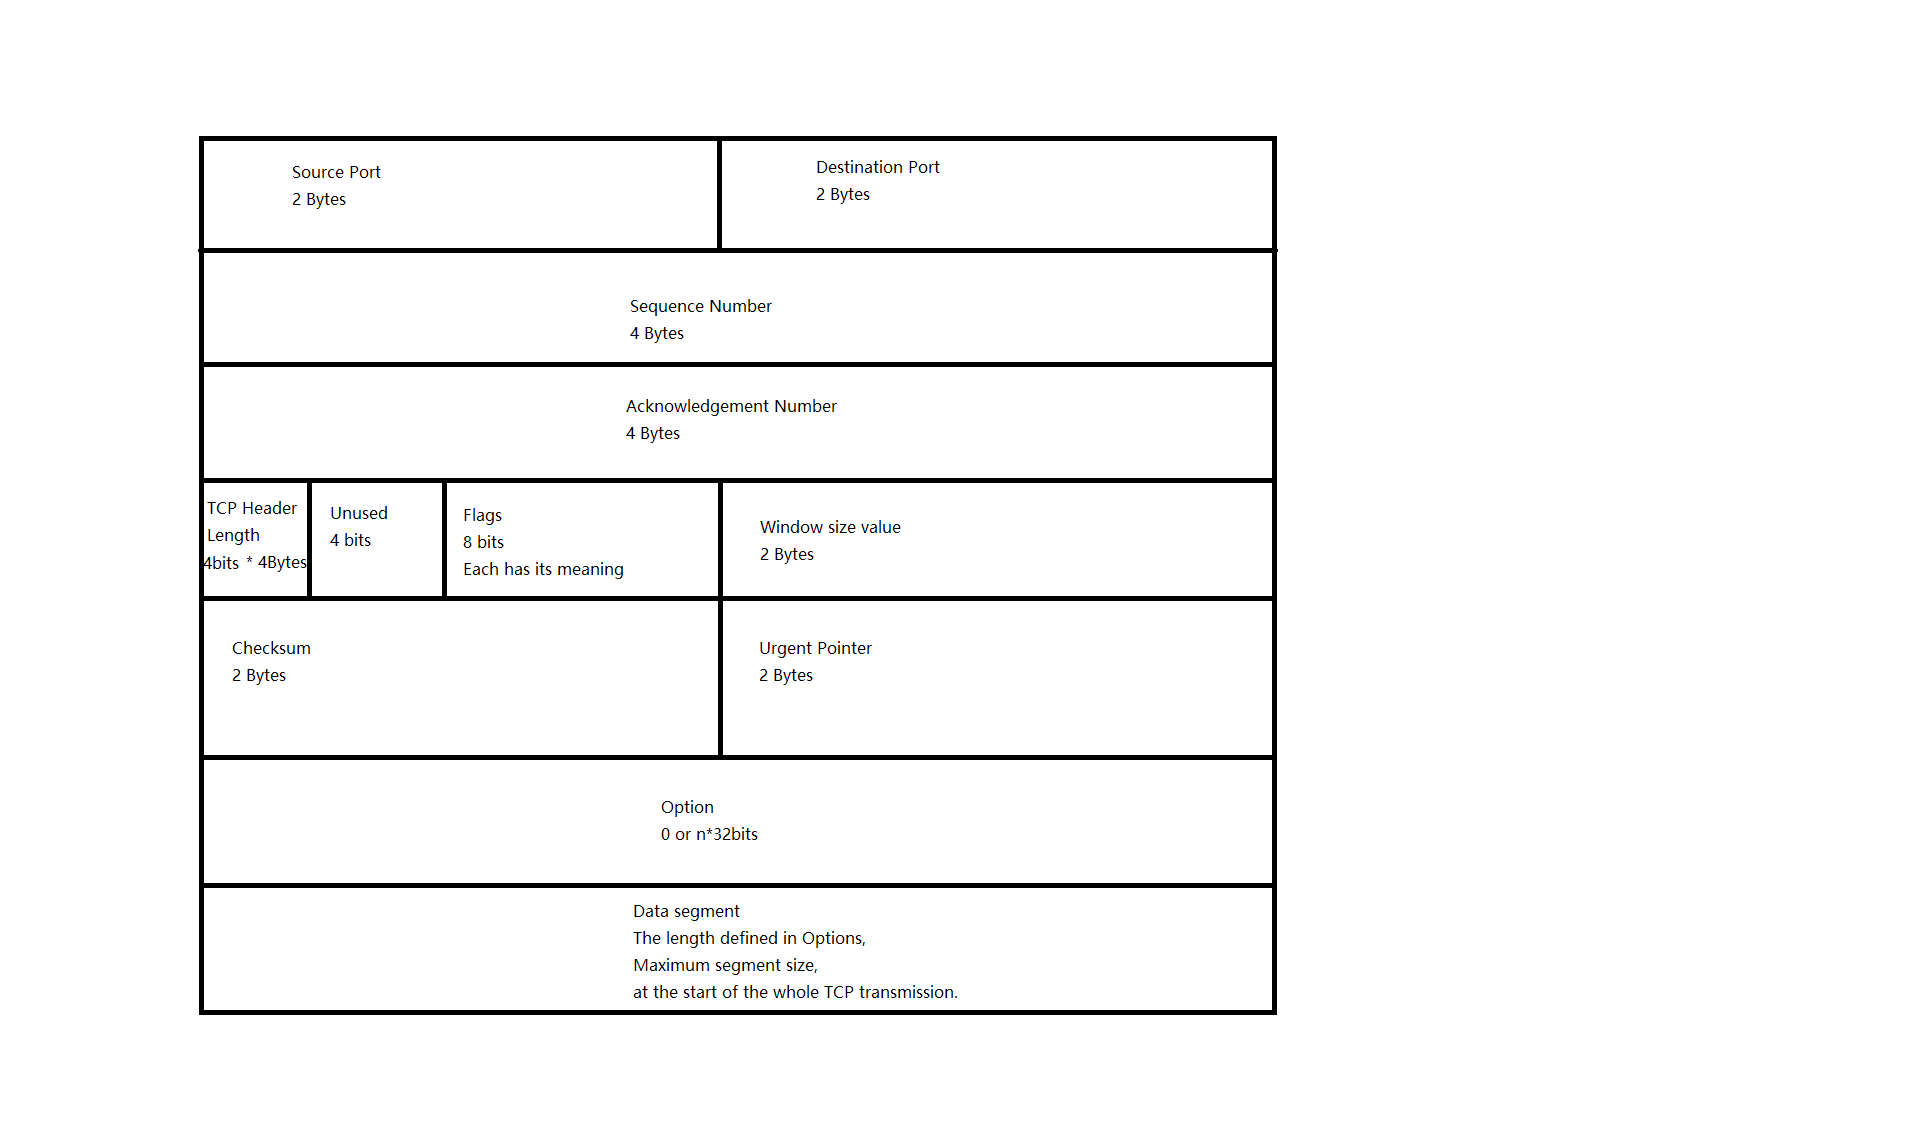 Source Port
2 Bytes
Destination Port
2 Bytes
Sequence Number
4 Bytes
Acknowledgement Number
4 Bytes
TCP Header
Length
4bits * 4Bytes
Unused
4 bits
Flags
8 bits
Each has its meaning
Window size value
2 Bytes
Checksum
2 Bytes
Urgent Pointer
2 Bytes
Option
0 or n*32bits
Data segment
The length defined in Options,
Maximum segment size,
at the start of the whole TCP transmission.